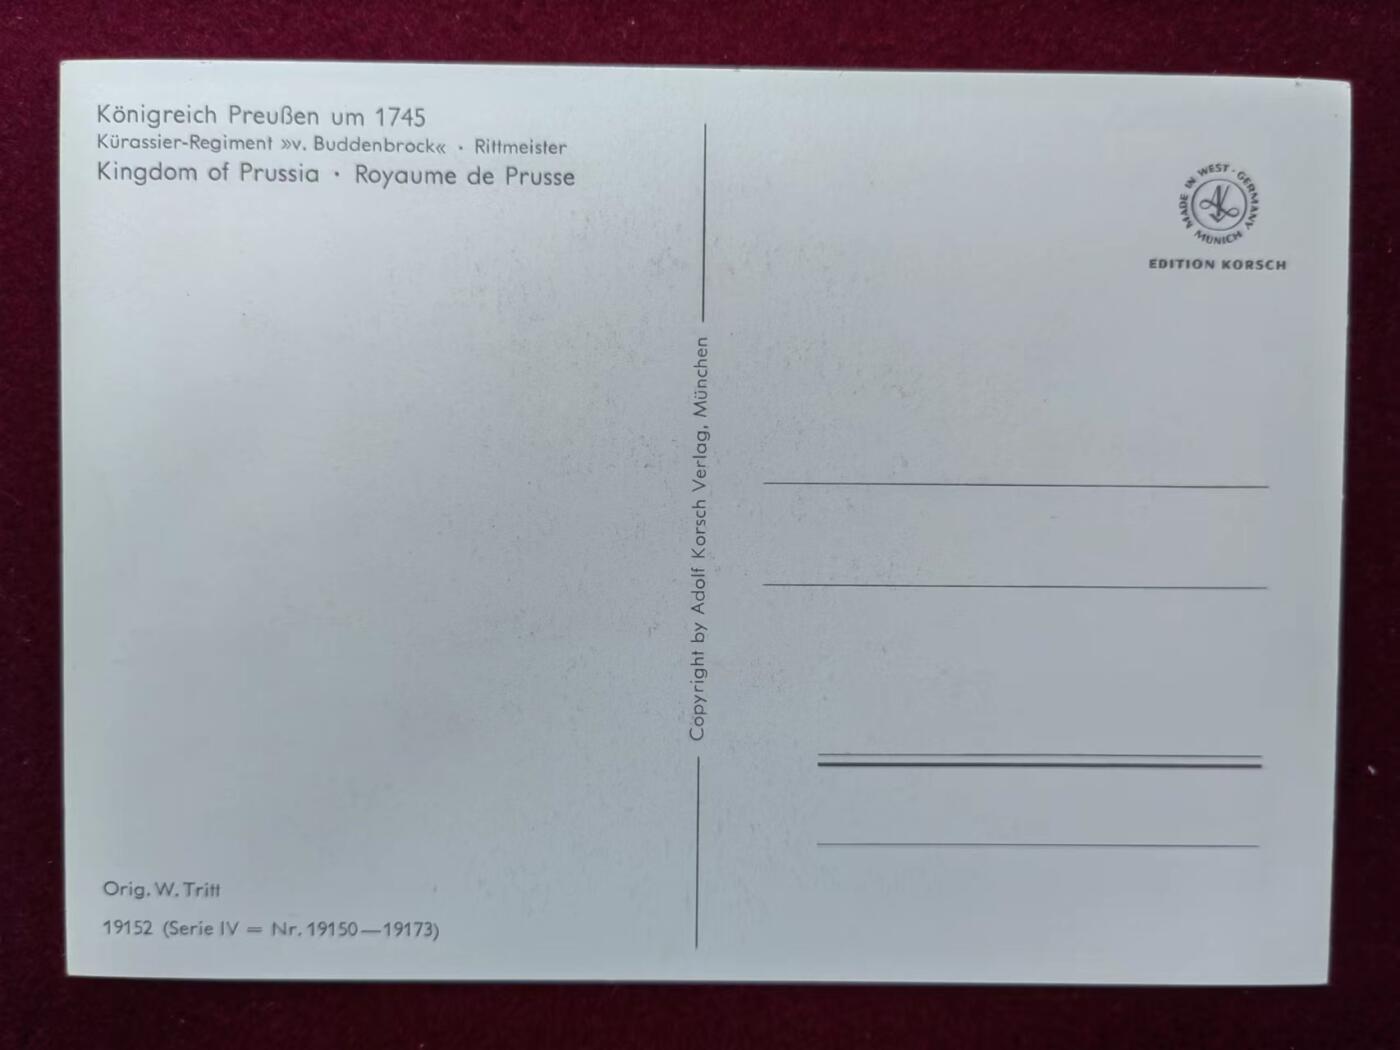 Königreich Preußen um 1745
Kürassier-Regiment »v. Buddenbrock« · Rittmeister
Kingdom of Prussia · Royaume de Prusse
MADE IN WEST-GERMANY
AK
MUNICH
EDITION KORSCH
Copyright by Adolf Korsch Verlag, München
Orig. W. Tritt
19152 (Serie IV = Nr. 19150—19173)